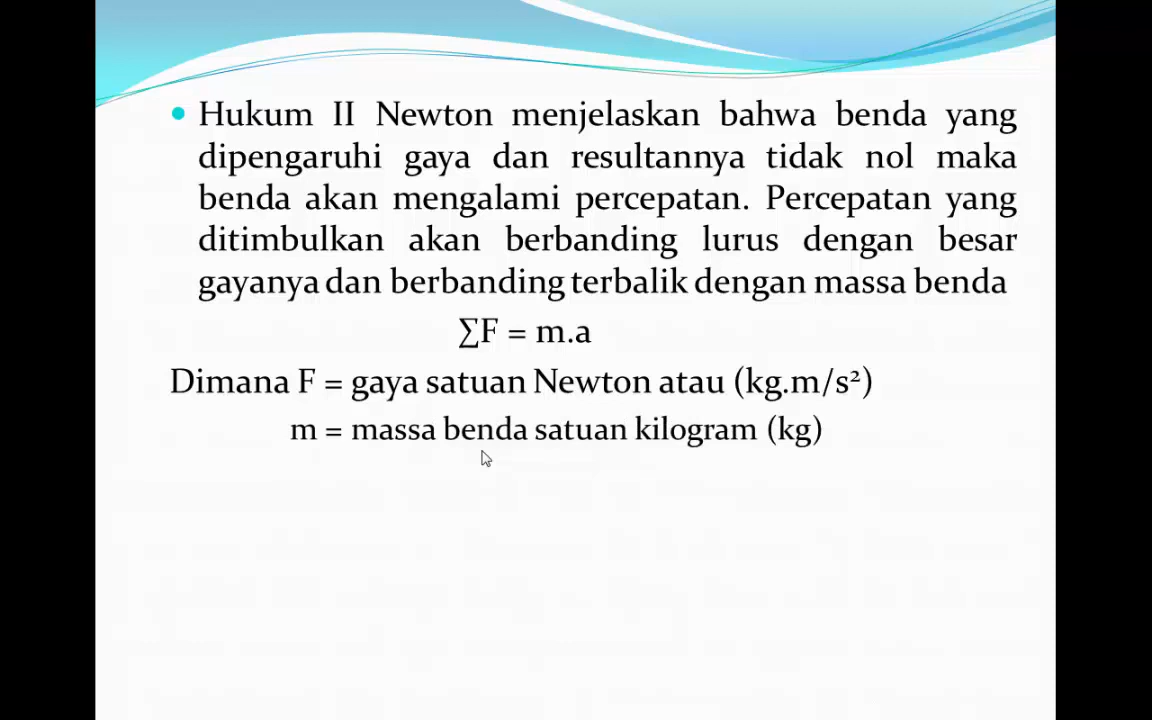 Hukum II Newton menjelaskan bahwa benda yang
dipengaruhi gaya dan resultannya tidak nol maka
benda akan mengalami percepatan. Percepatan yang
ditimbulkan akan berbanding lurus dengan besar
gayanya dan berbanding terbalik dengan massa benda
∑F = m.a
Dimana F = gaya satuan Newton atau (kg.m/s²)
m = massa benda satuan kilogram (kg)